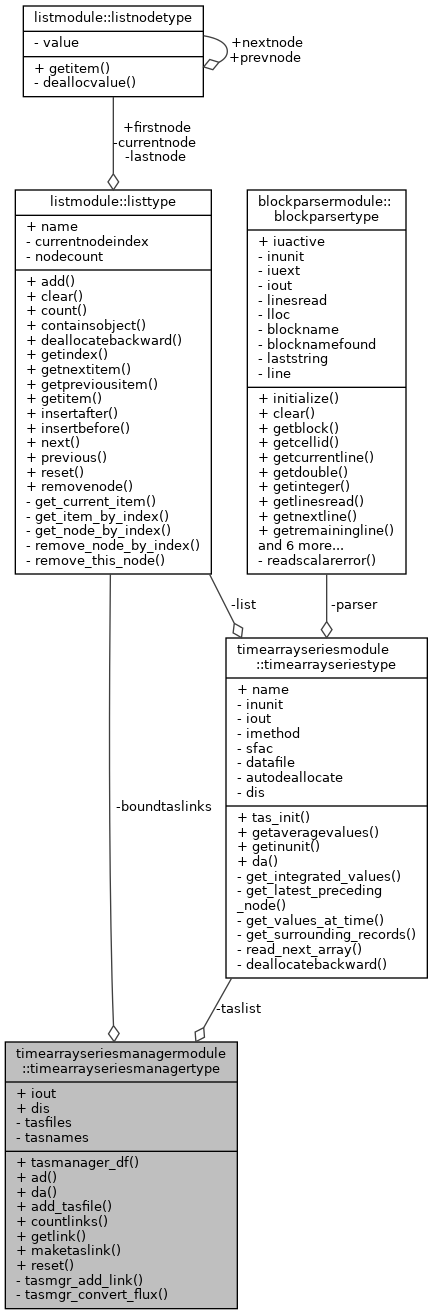 listmodule::listnodetype
- value
+ getitem()
- deallocvalue()
+nextnode
+prevnode
+firstnode
-currentnode
-lastnode
listmodule::listtype
+ name
- currentnodeindex
- nodecount
+ add()
+ clear()
+ count()
+ containsobject()
+ deallocatebackward()
+ getindex()
+ getnextitem()
+ getpreviousitem()
+ getitem()
+ insertafter()
+ insertbefore()
+ next()
+ previous()
+ reset()
+ removenode()
- get_current_item()
- get_item_by_index()
- get_node_by_index()
- remove_node_by_index()
- remove_this_node()
blockparsermodule::
blockparsertype
+ iuactive
- inunit
- iuext
- iout
- linesread
- lloc
- blockname
- blocknamefound
- laststring
- line
+ initialize()
+ clear()
+ getblock()
+ getcellid()
+ getcurrentline()
+ getdouble()
+ getinteger()
+ getlinesread()
+ getnextline()
+ getremainingline()
and 6 more...
- readscalarerror()
-list
-parser
timearrayseriesmodule
::timearrayseriestype
+ name
- inunit
- iout
- imethod
- sfac
- datafile
- autodeallocate
- dis
+ tas_init()
+ getaveragevalues()
+ getinunit()
+ da()
- get_integrated_values()
- get_latest_preceding
_node()
- get_values_at_time()
- get_surrounding_records()
- read_next_array()
- deallocatebackward()
-boundtaslinks
-taslist
timearrayseriesmanagermodule
::timearrayseriesmanagertype
+ iout
+ dis
- tasfiles
- tasnames
+ tasmanager_df()
+ ad()
+ da()
+ add_tasfile()
+ countlinks()
+ getlink()
+ maketaslink()
+ reset()
- tasmgr_add_link()
- tasmgr_convert_flux()